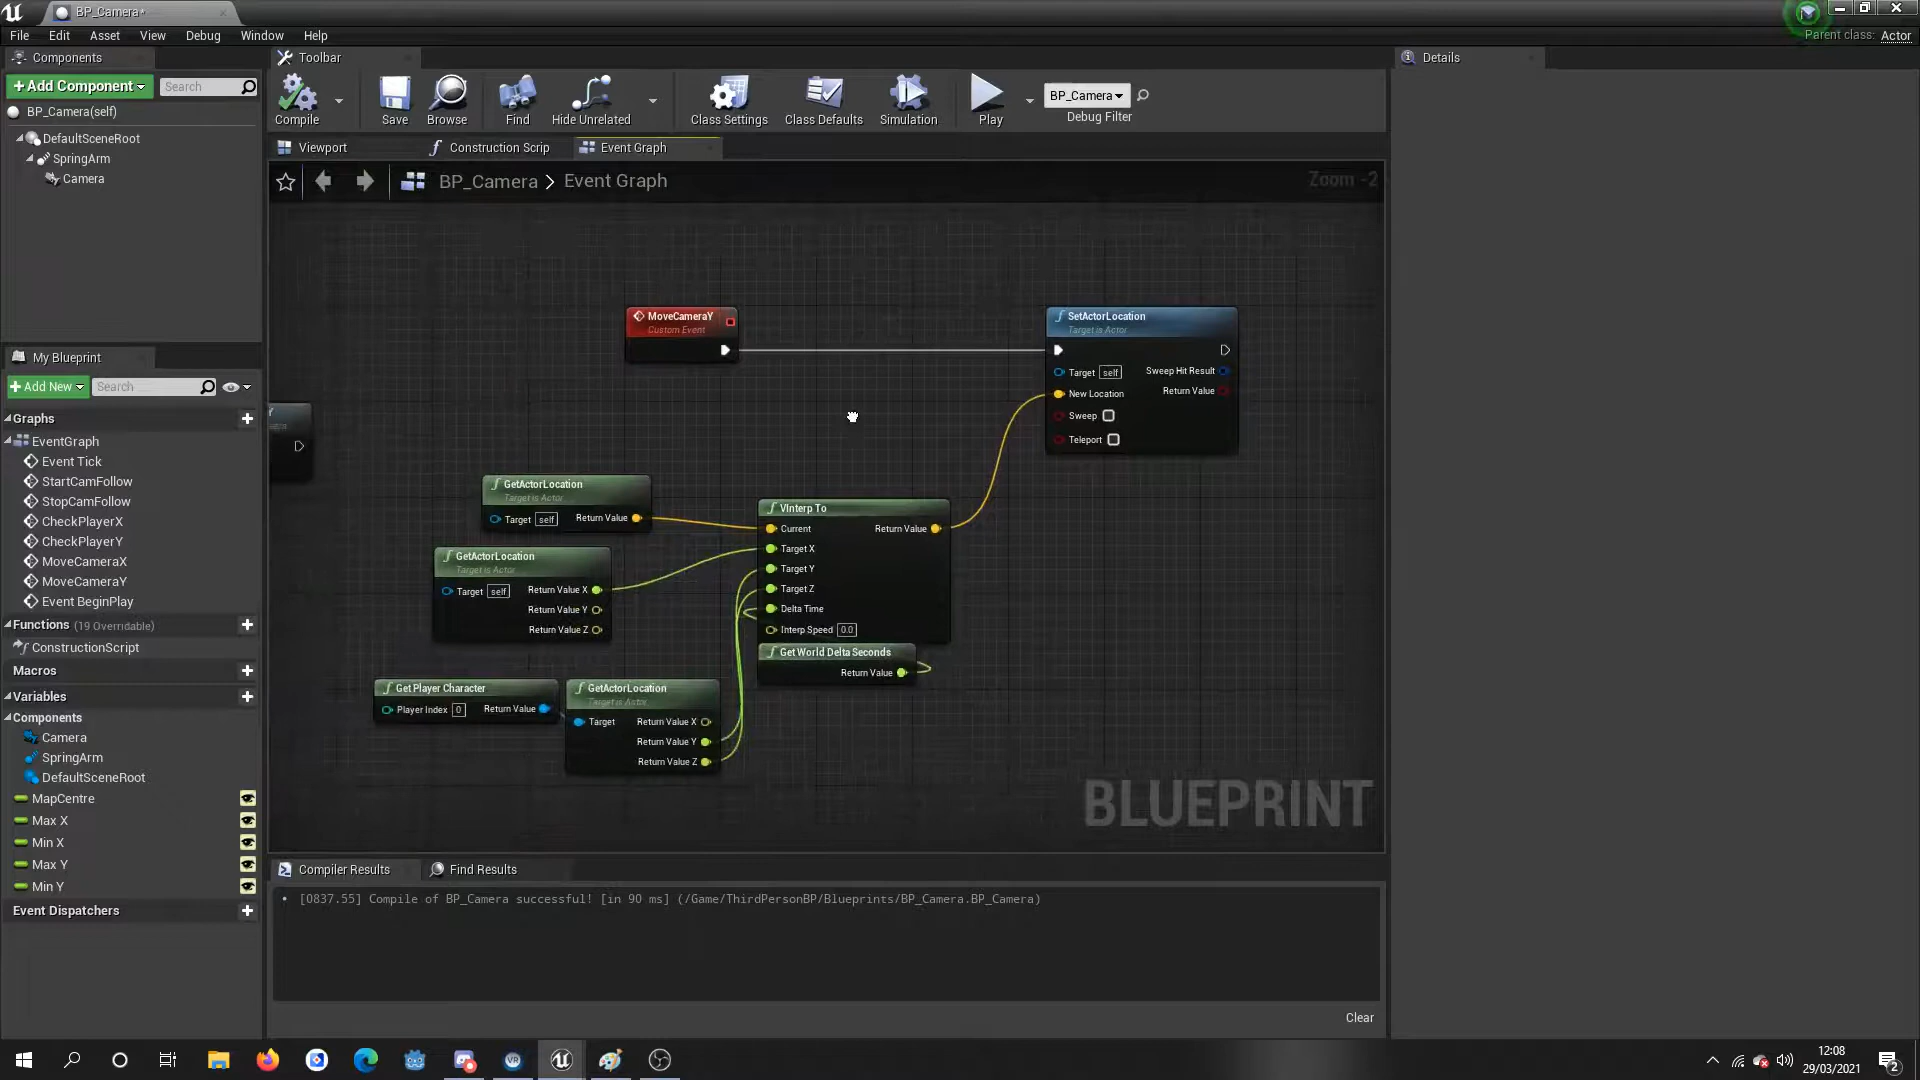 BP_Camera*
File Edit Asset View Debug Window Help
Parent class: Actor
Components
+Add Component
Search
BP_Camera(self)
DefaultSceneRoot
SpringArm
Camera
Toolbar
Compile
Save
Browse
Find
Hide Unrelated
Class Settings
Class Defaults
Simulation
Play
BP_Camera
Debug Filter
Details
Viewport
Construction Scrip
Event Graph
BP_Camera > Event Graph
Zoom -2
MoveCameraY
Custom Event
SetActorLocation
Target is Actor
Target self
Sweep Hit Result
New Location
Return Value
Sweep
Teleport
GetActorLocation
Target is Actor
Target self
Return Value
GetActorLocation
Target is Actor
Target self
Return Value X
Return Value Y
Return Value Z
VInterp To
Current
Return Value
Target X
Target Y
Target Z
Delta Time
Interp Speed 0.0
Get World Delta Seconds
Return Value
Get Player Character
Player Index 0
Return Value
GetActorLocation
Target is Actor
Target
Return Value X
Return Value Y
Return Value Z
BLUEPRINT
My Blueprint
+Add New
Search
Graphs
EventGraph
Event Tick
StartCamFollow
StopCamFollow
CheckPlayerX
CheckPlayerY
MoveCameraX
MoveCameraY
Event BeginPlay
Functions (19 Overridable)
ConstructionScript
Macros
Variables
Components
Camera
SpringArm
DefaultSceneRoot
MapCentre
Max X
Min X
Max Y
Min Y
Event Dispatchers
Compiler Results
Find Results
[0837.55] Compile of BP_Camera successful! [in 90 ms] (/Game/ThirdPersonBP/Blueprints/BP_Camera.BP_Camera)
Clear
12:08
29/03/2021
2